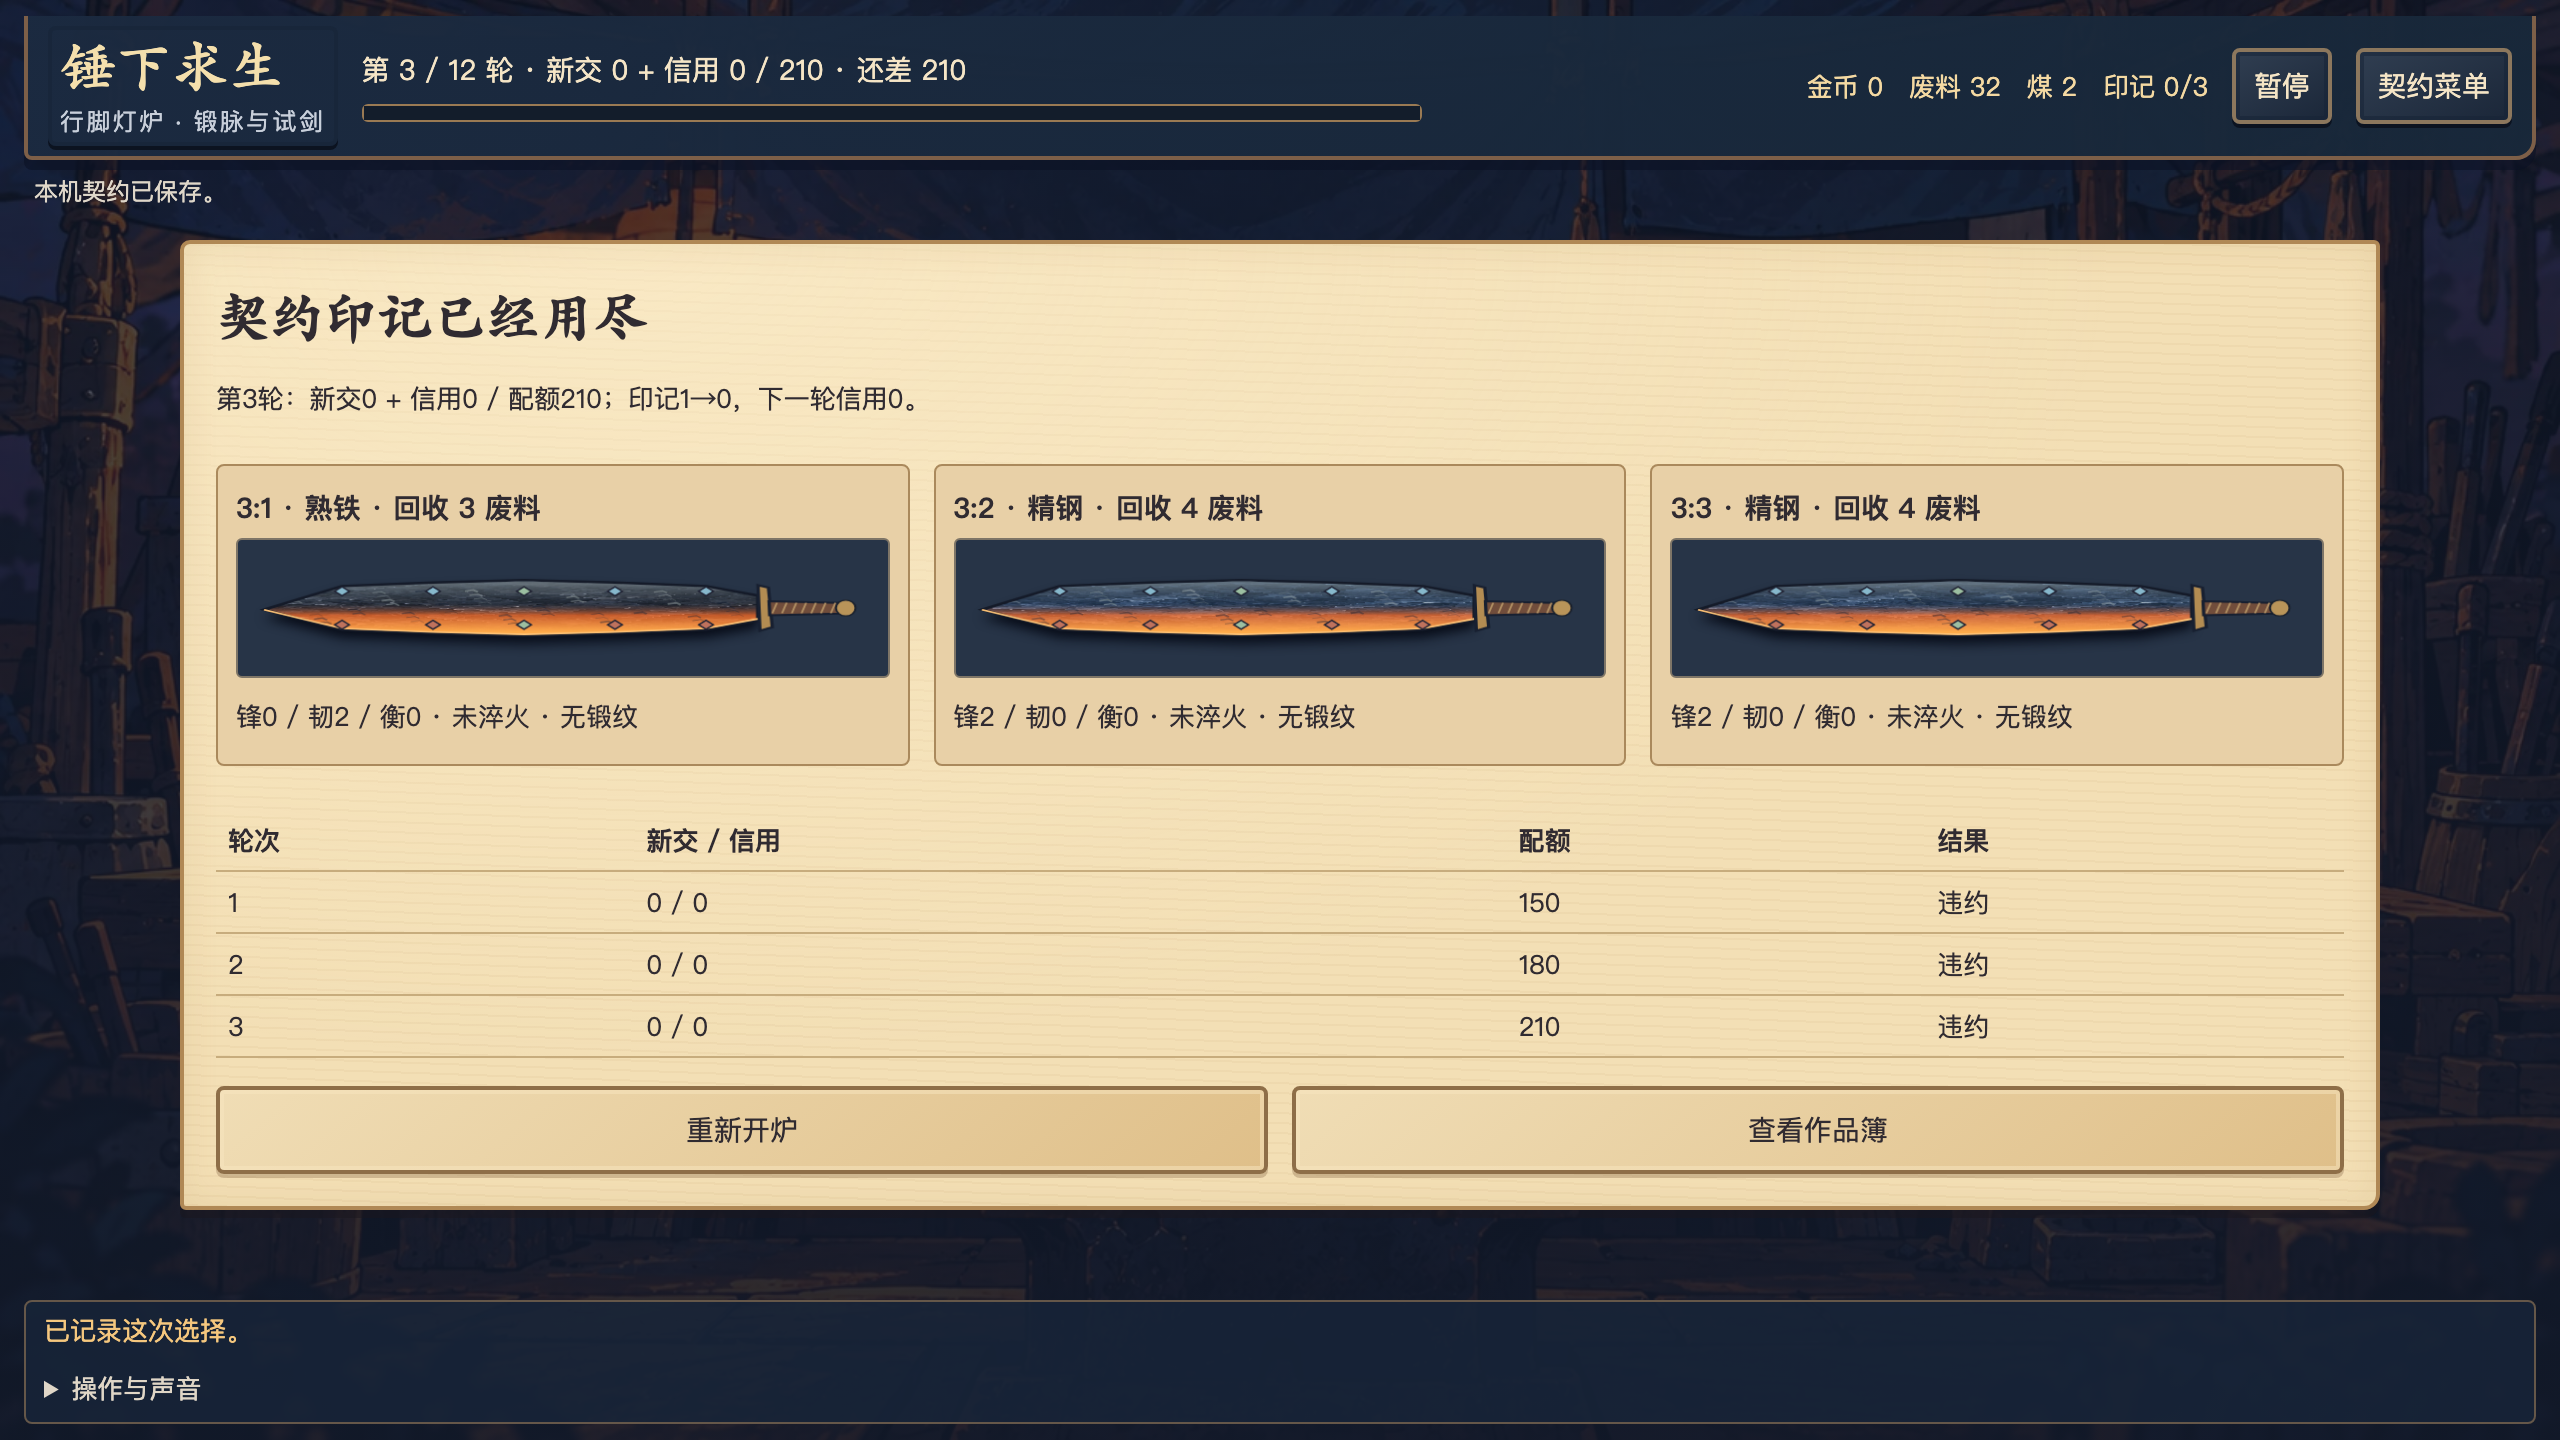 锤下求生
行脚灯炉 · 锻脉与试剑
第 3 / 12 轮 · 新交 0 + 信用 0 / 210 · 还差 210
金币 0 废料 32 煤 2 印记 0/3
暂停
契约菜单
本机契约已保存。
契约印记已经用尽
第3轮：新交0 + 信用0 / 配额210；印记1→0，下一轮信用0。
3:1 · 熟铁 · 回收 3 废料
锋0 / 韧2 / 衡0 · 未淬火 · 无锻纹
3:2 · 精钢 · 回收 4 废料
锋2 / 韧0 / 衡0 · 未淬火 · 无锻纹
3:3 · 精钢 · 回收 4 废料
锋2 / 韧0 / 衡0 · 未淬火 · 无锻纹
轮次 新交 / 信用 配额 结果
1 0 / 0 150 违约
2 0 / 0 180 违约
3 0 / 0 210 违约
重新开炉
查看作品簿
已记录这次选择。
▶ 操作与声音